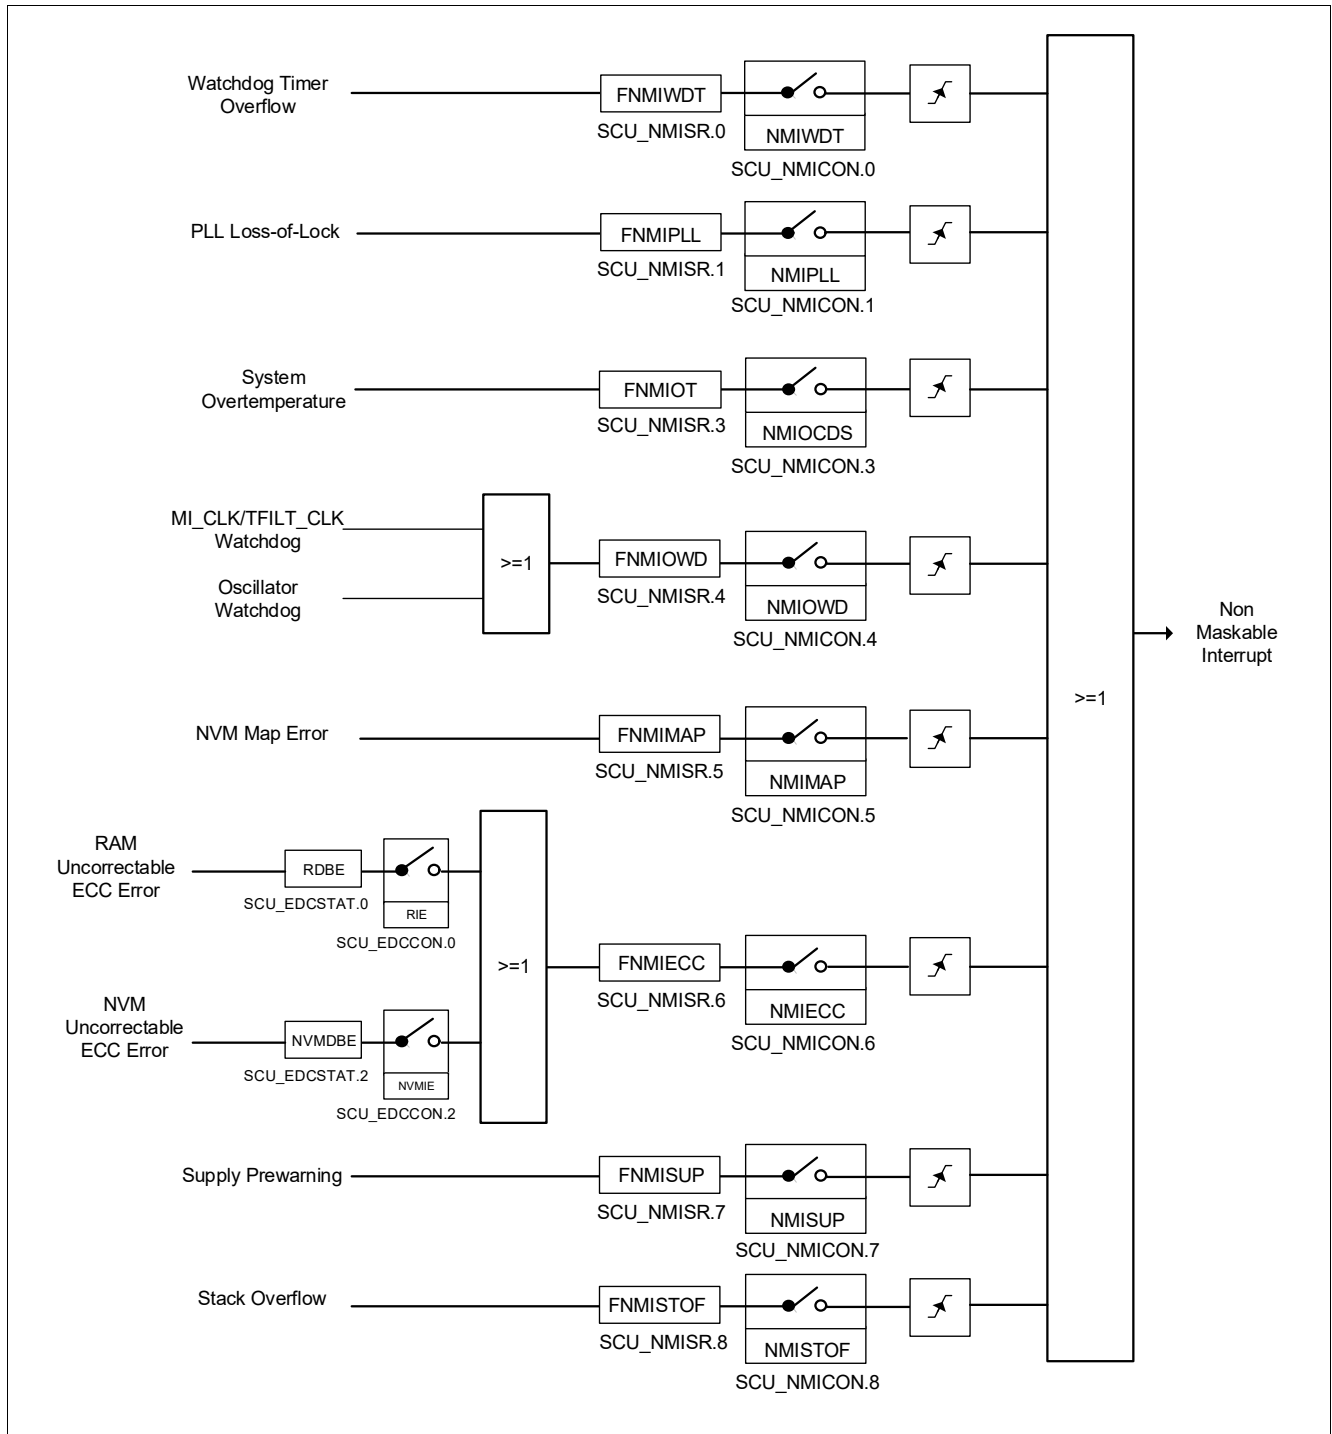 Watchdog Timer
Overflow
FNMIWDT
SCU_NMISR.0
NMIWDT
SCU_NMICON.0
PLL Loss-of-Lock
FNMIPLL
SCU_NMISR.1
NMIPLL
SCU_NMICON.1
System
Overtemperature
FNMIOT
SCU_NMISR.3
NMIOCDS
SCU_NMICON.3
MI_CLK/TFILT_CLK
Watchdog
Oscillator
Watchdog
>=1
FNMIOWD
SCU_NMISR.4
NMIOWD
SCU_NMICON.4
Non
Maskable
Interrupt
>=1
NVM Map Error
FNMIMAP
SCU_NMISR.5
NMIMAP
SCU_NMICON.5
RAM
Uncorrectable
ECC Error
RDBE
SCU_EDCSTAT.0
RIE
SCU_EDCCON.0
NVM
Uncorrectable
ECC Error
NVMDBE
SCU_EDCSTAT.2
NVMIE
SCU_EDCCON.2
>=1
FNMIECC
SCU_NMISR.6
NMIECC
SCU_NMICON.6
Supply Prewarning
FNMISUP
SCU_NMISR.7
NMISUP
SCU_NMICON.7
Stack Overflow
FNMISTOF
SCU_NMISR.8
NMISTOF
SCU_NMICON.8